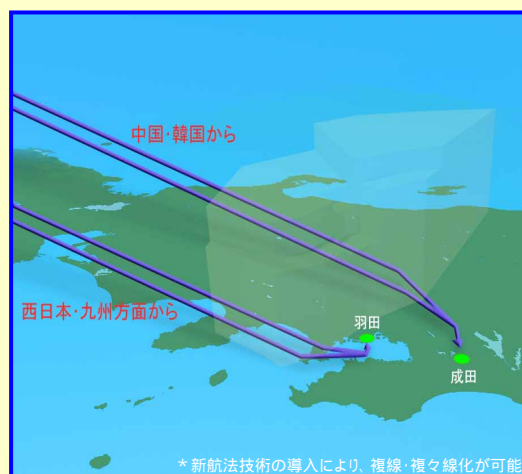 中国・韓国から
西日本・九州方面から
羽田
成田
*新航法技術の導入により、複線・複々線化が可能